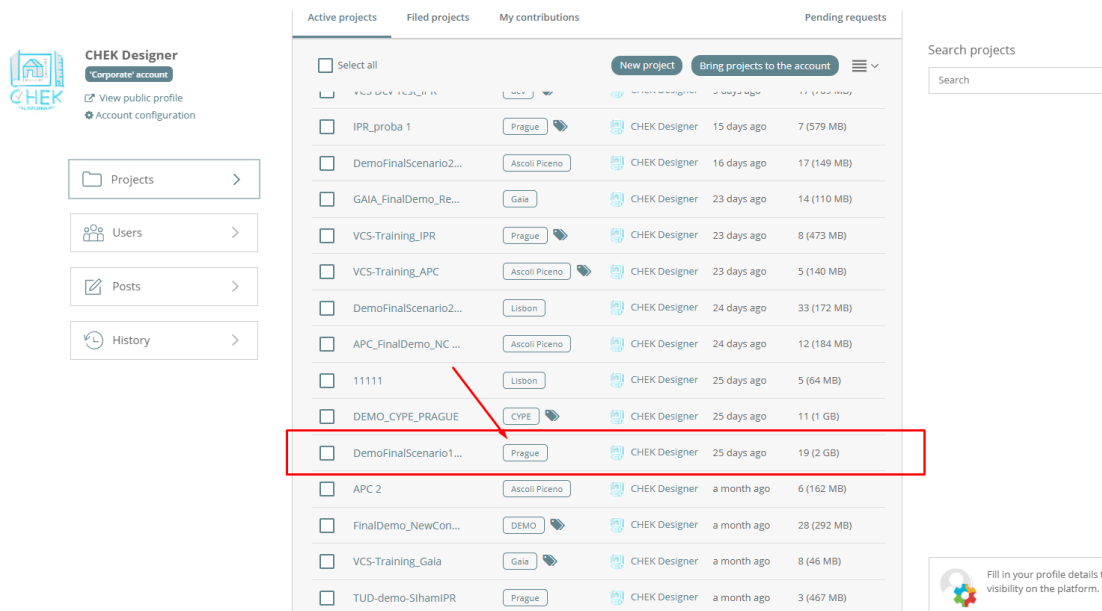 Active projects Filed projects My contributions Pending requests
CHEK Designer
'Corporate' account
View public profile
Account configuration
Projects
Users
Posts
History
Select all New project Bring projects to the account
IPR_proba 1 Prague CHEK Designer 15 days ago 7 (579 MB)
DemoFinalScenario2... Ascoli Piceno CHEK Designer 16 days ago 17 (149 MB)
GAIA_FinalDemo_Re... Gaia CHEK Designer 23 days ago 14 (110 MB)
VCS-Training_IPR Prague CHEK Designer 23 days ago 8 (473 MB)
VCS-Training_APC Ascoli Piceno CHEK Designer 23 days ago 5 (140 MB)
DemoFinalScenario2... Lisbon CHEK Designer 24 days ago 33 (172 MB)
APC_FinalDemo_NC ... Ascoli Piceno CHEK Designer 24 days ago 12 (184 MB)
11111 Lisbon CHEK Designer 25 days ago 5 (64 MB)
DEMO_CYPE_PRAGUE CYPE CHEK Designer 25 days ago 11 (1 GB)
DemoFinalScenario1... Prague CHEK Designer 25 days ago 19 (2 GB)
APC 2 Ascoli Piceno CHEK Designer a month ago 6 (162 MB)
FinalDemo_NewCon... DEMO CHEK Designer a month ago 28 (292 MB)
VCS-Training_Gaia Gaia CHEK Designer a month ago 8 (46 MB)
TUD-demo-SIhamIPR Prague CHEK Designer a month ago 3 (467 MB)
Search projects
Search
Fill in your profile details
visibility on the platform.